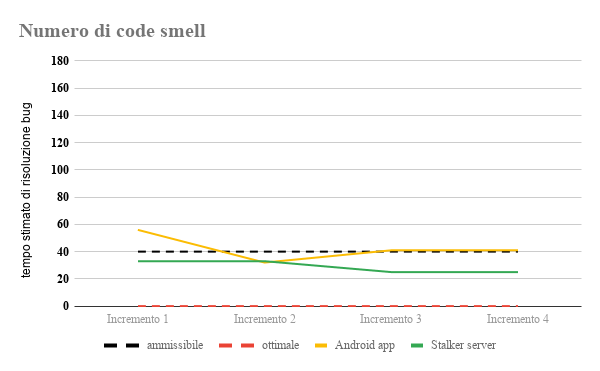 Numero di code smell
tempo stimato di risoluzione bug
180
160
140
120
100
80
60
40
20
0
Incremento 1
Incremento 2
Incremento 3
Incremento 4
ammissibile
ottimale
Android app
Stalker server